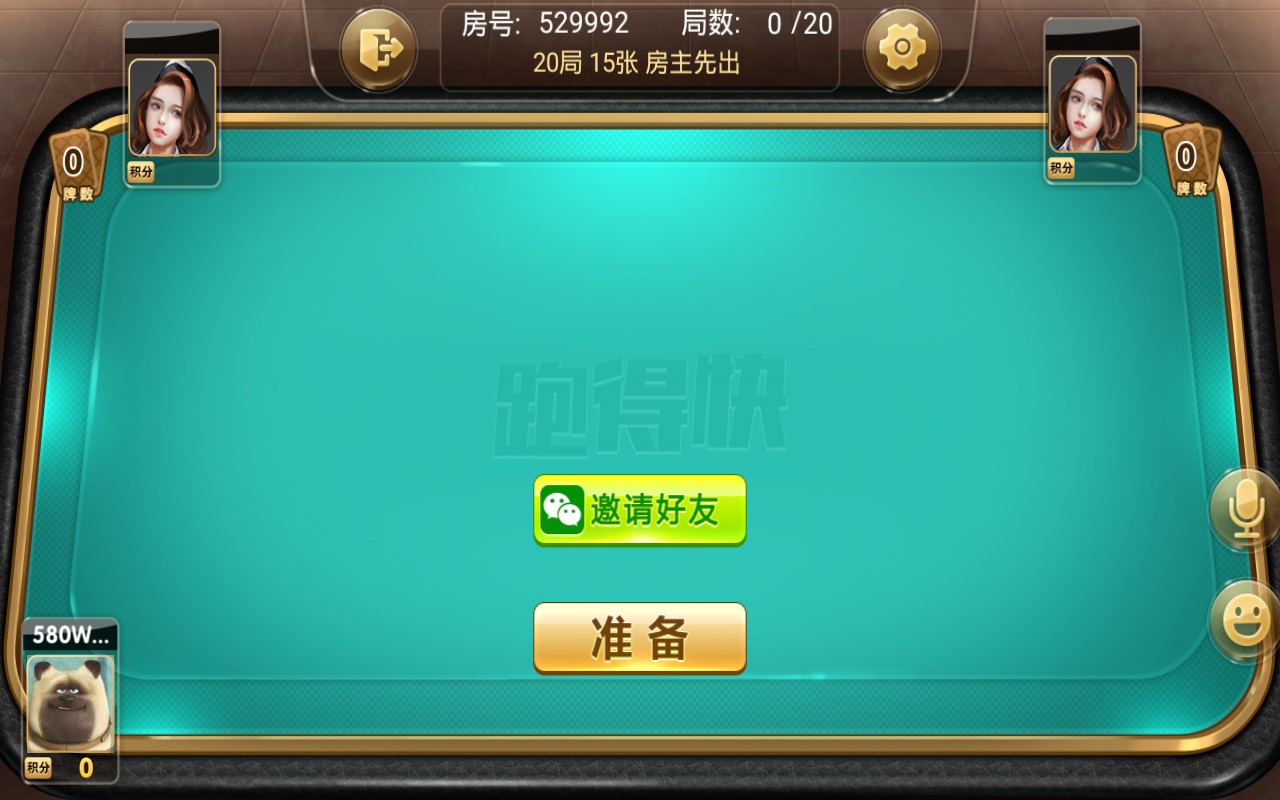 房号: 529992 局数: 0 /20
20局 15张 房主先出
积分
0
牌数
积分
0
牌数
跑得快
邀请好友
准备
580W...
积分 0